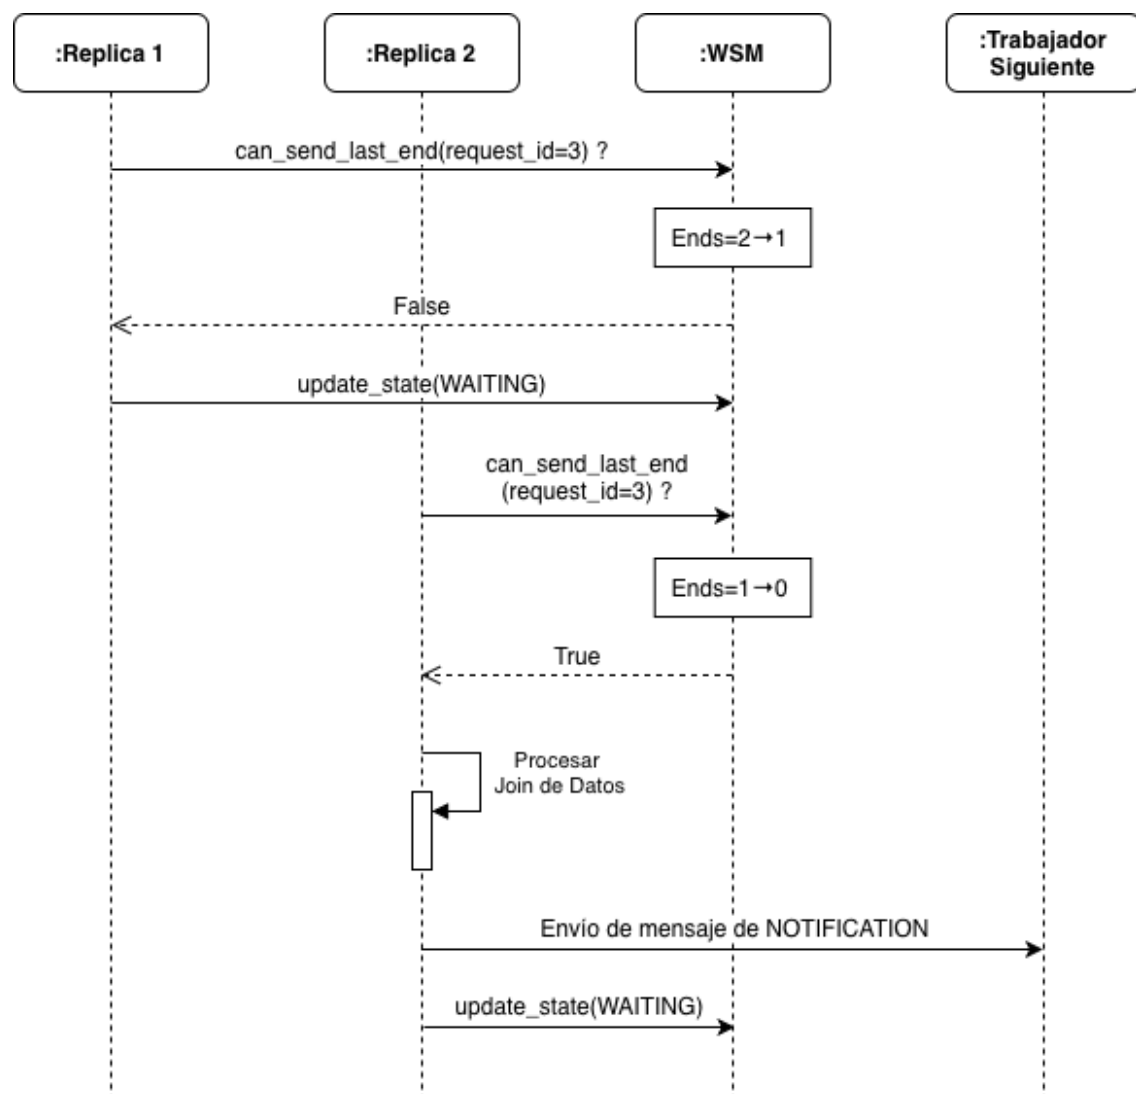 :Replica 1
:Replica 2
:WSM
:Trabajador
Siguiente
can_send_last_end(request_id=3) ?
Ends=2→1
False
update_state(WAITING)
can_send_last_end
(request_id=3) ?
Ends=1→0
True
Procesar
Join de Datos
Envío de mensaje de NOTIFICATION
update_state(WAITING)